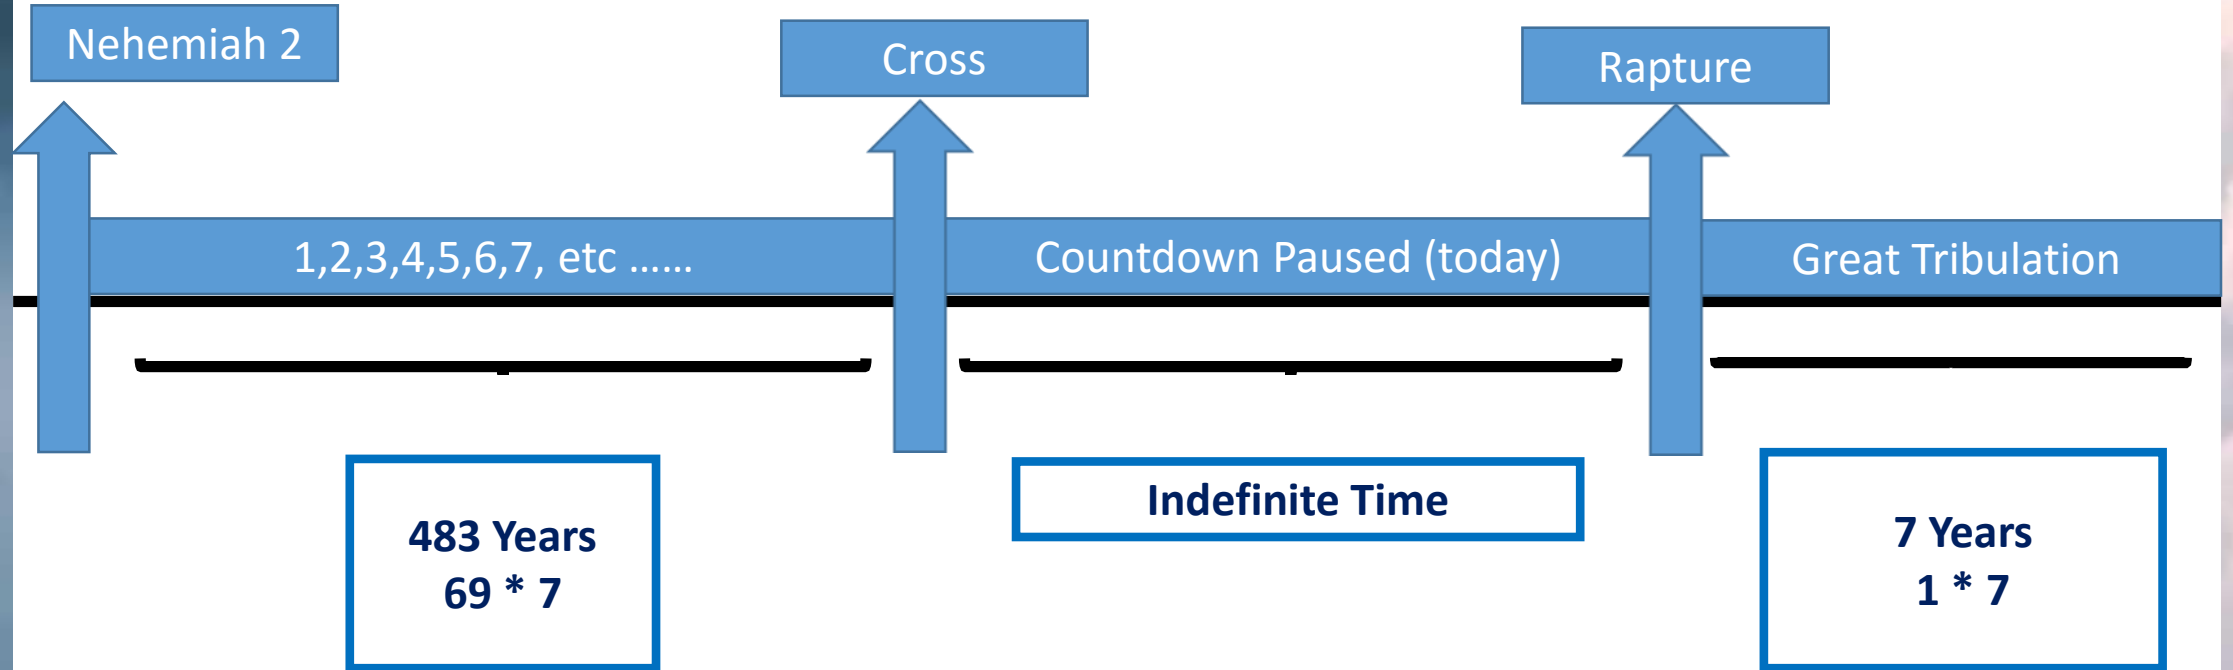 Nehemiah 2
Cross
Rapture
1,2,3,4,5,6,7, etc ……
Countdown Paused (today)
Great Tribulation
483 Years
69 * 7
Indefinite Time
7 Years
1 * 7